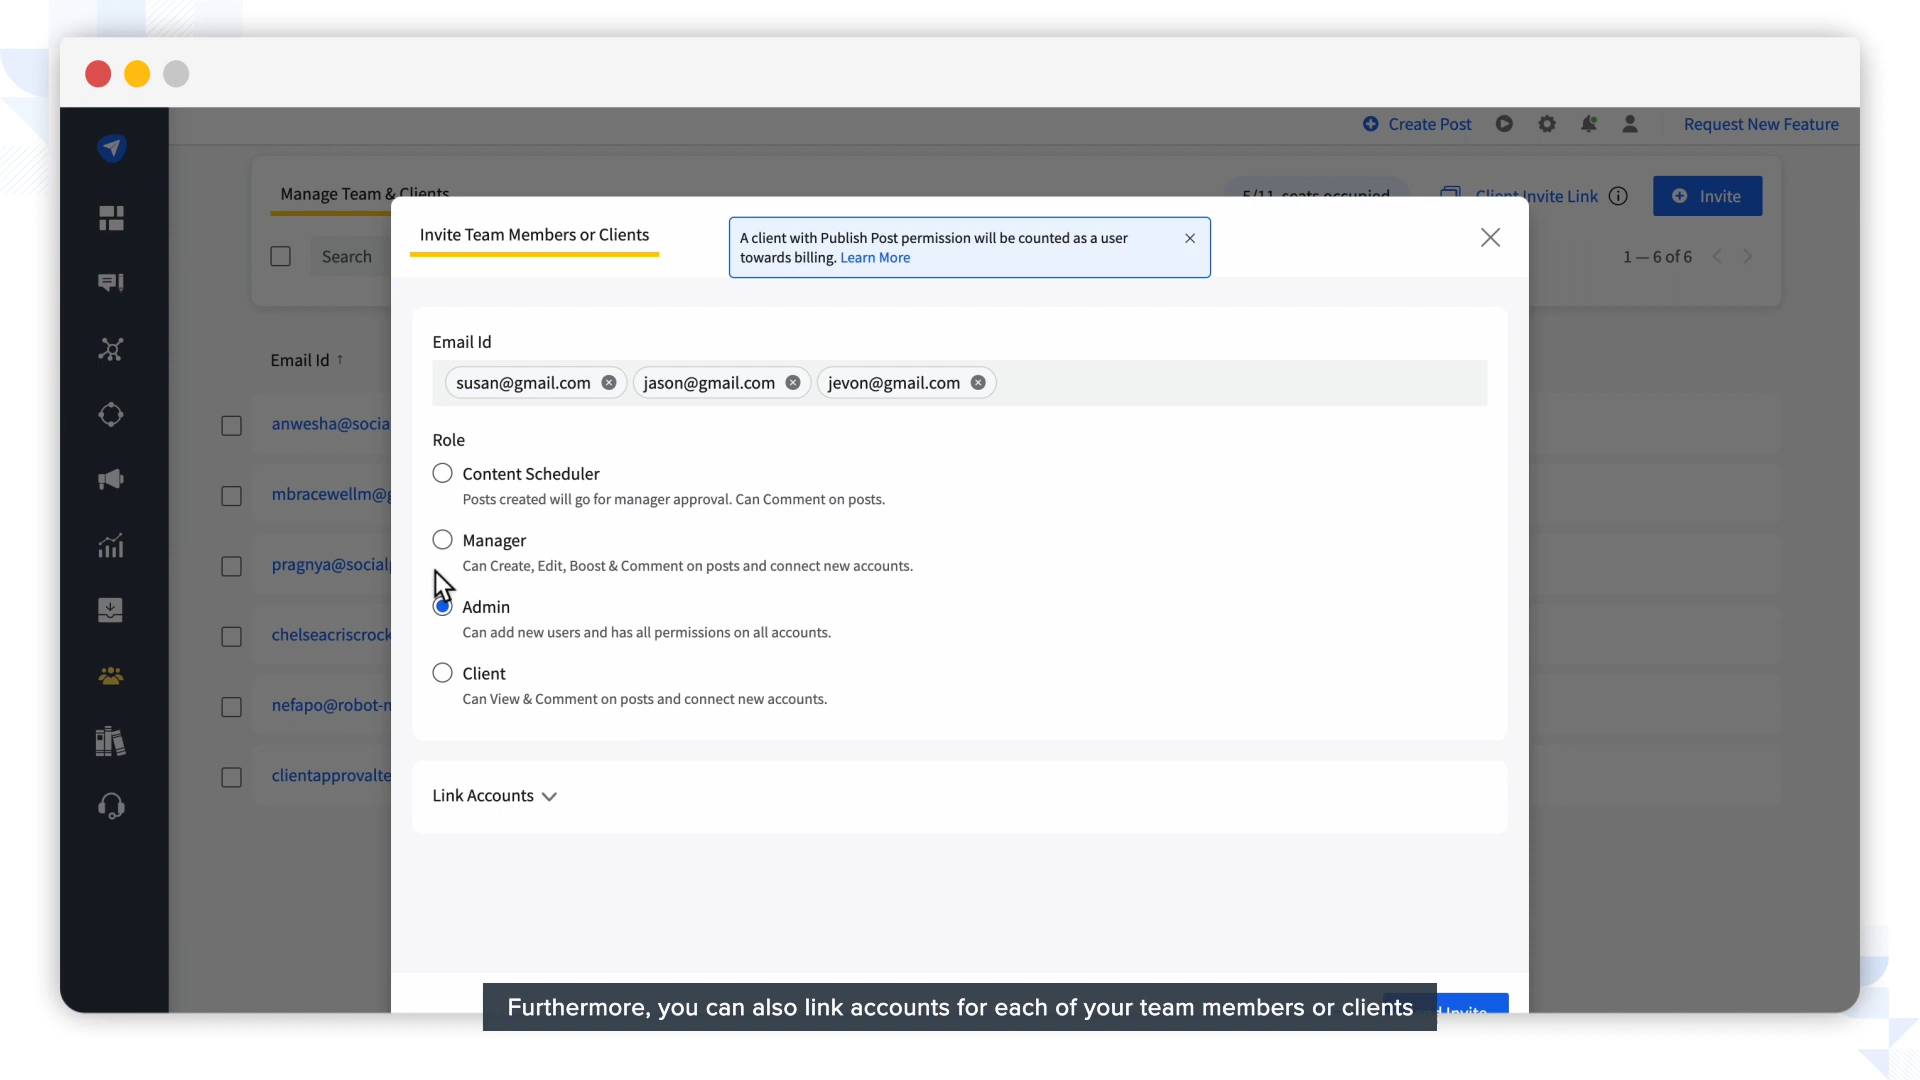 Create Post
Request New Feature
Manage Team & Clients
5/11 seats occupied
Client Invite Link
Invite
Invite Team Members or Clients
A client with Publish Post permission will be counted as a user
towards billing. Learn More
Search
1 — 6 of 6
Email Id
susan@gmail.com
jason@gmail.com
jevon@gmail.com
Email Id ↑
anwesha@socia
mbracewellm@g
pragnya@social
chelseacriscrock
nefapo@robot-n
clientapprovalte
Role
Content Scheduler
Posts created will go for manager approval. Can Comment on posts.
Manager
Can Create, Edit, Boost & Comment on posts and connect new accounts.
Admin
Can add new users and has all permissions on all accounts.
Client
Can View & Comment on posts and connect new accounts.
Link Accounts
Invite
Furthermore, you can also link accounts for each of your team members or clients